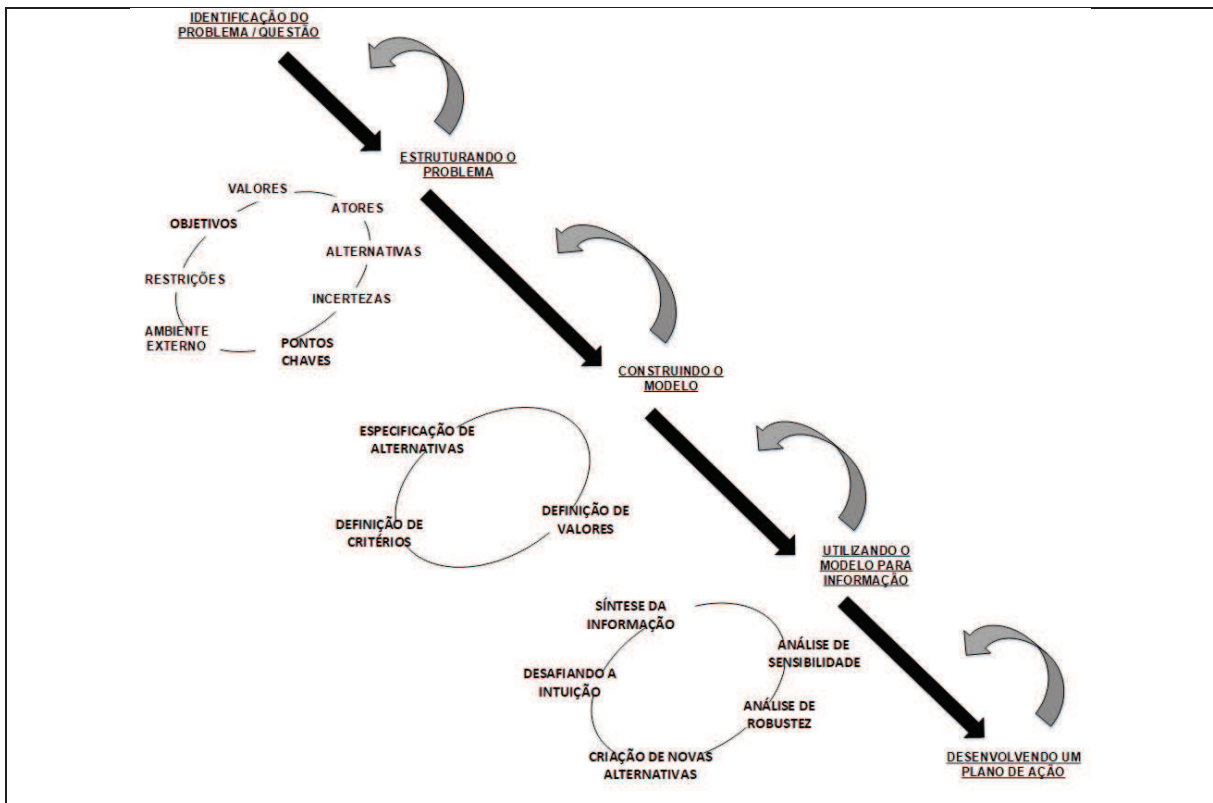 IDENTIFICAÇÃO DO
PROBLEMA / QUESTÃO
ESTRUTURANDO O
PROBLEMA
VALORES
ATORES
OBJETIVOS
ALTERNATIVAS
RESTRIÇÕES
INCERTEZAS
AMBIENTE
EXTERNO
PONTOS
CHAVES
CONSTRUINDO O
MODELO
ESPECIFICAÇÃO DE
ALTERNATIVAS
DEFINIÇÃO DE
CRITÉRIOS
DEFINIÇÃO DE
VALORES
UTILIZANDO O
MODELO PARA
INFORMAÇÃO
SÍNTESE DA
INFORMAÇÃO
ANÁLISE DE
SENSIBILIDADE
DESAFIANDO A
INTUIÇÃO
ANÁLISE DE
ROBUSTEZ
CRIAÇÃO DE NOVAS
ALTERNATIVAS
DESENVOLVENDO UM
PLANO DE AÇÃO